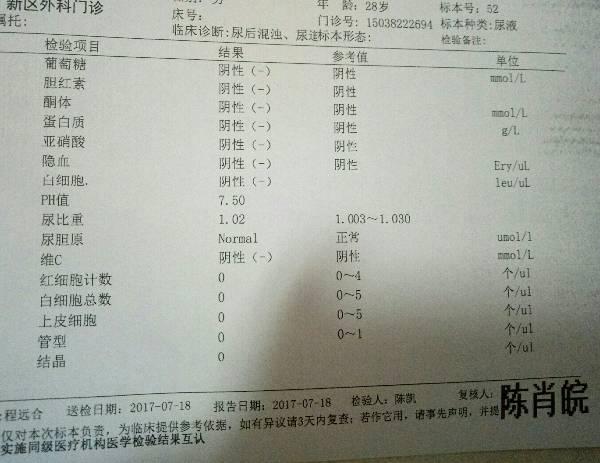 新区外科门诊
年 龄: 28岁 标本号: 52
嘱托: 床号: 门诊号: 15038222694 标本种类:尿液
临床诊断:尿后混浊、尿 标本形态: 检验备注:
检验项目 结果 参考值 单位
葡萄糖 阴性(-) 阴性 mmol/L
胆红素 阴性(-) 阴性
酮体 阴性(-) 阴性 mmol/L
蛋白质 阴性(-) 阴性 g/L
亚硝酸 阴性(-) 阴性
隐血 阴性(-) 阴性 Ery/uL
白细胞. 阴性(-) leu/uL
PH值 7.50
尿比重 1.02 1.003~1.030
尿胆原 Normal 正常 umol/l
维C 阴性(-) 阴性 mmol/L
红细胞计数 0 0~4 个/ul
白细胞总数 0 0~5 个/ul
上皮细胞 0 0~5 个/ul
管型 0 0~1 个/ul
结晶 0
程远合 送检日期: 2017-07-18 报告日期: 2017-07-18 检验人: 陈凯 复核人: 陈肖皖
仅对本次标本负责，为临床提供参考依据，如有异议请3天内复查；若作它用，请事先声明，并提
实施同级医疗机构医学检验结果互认